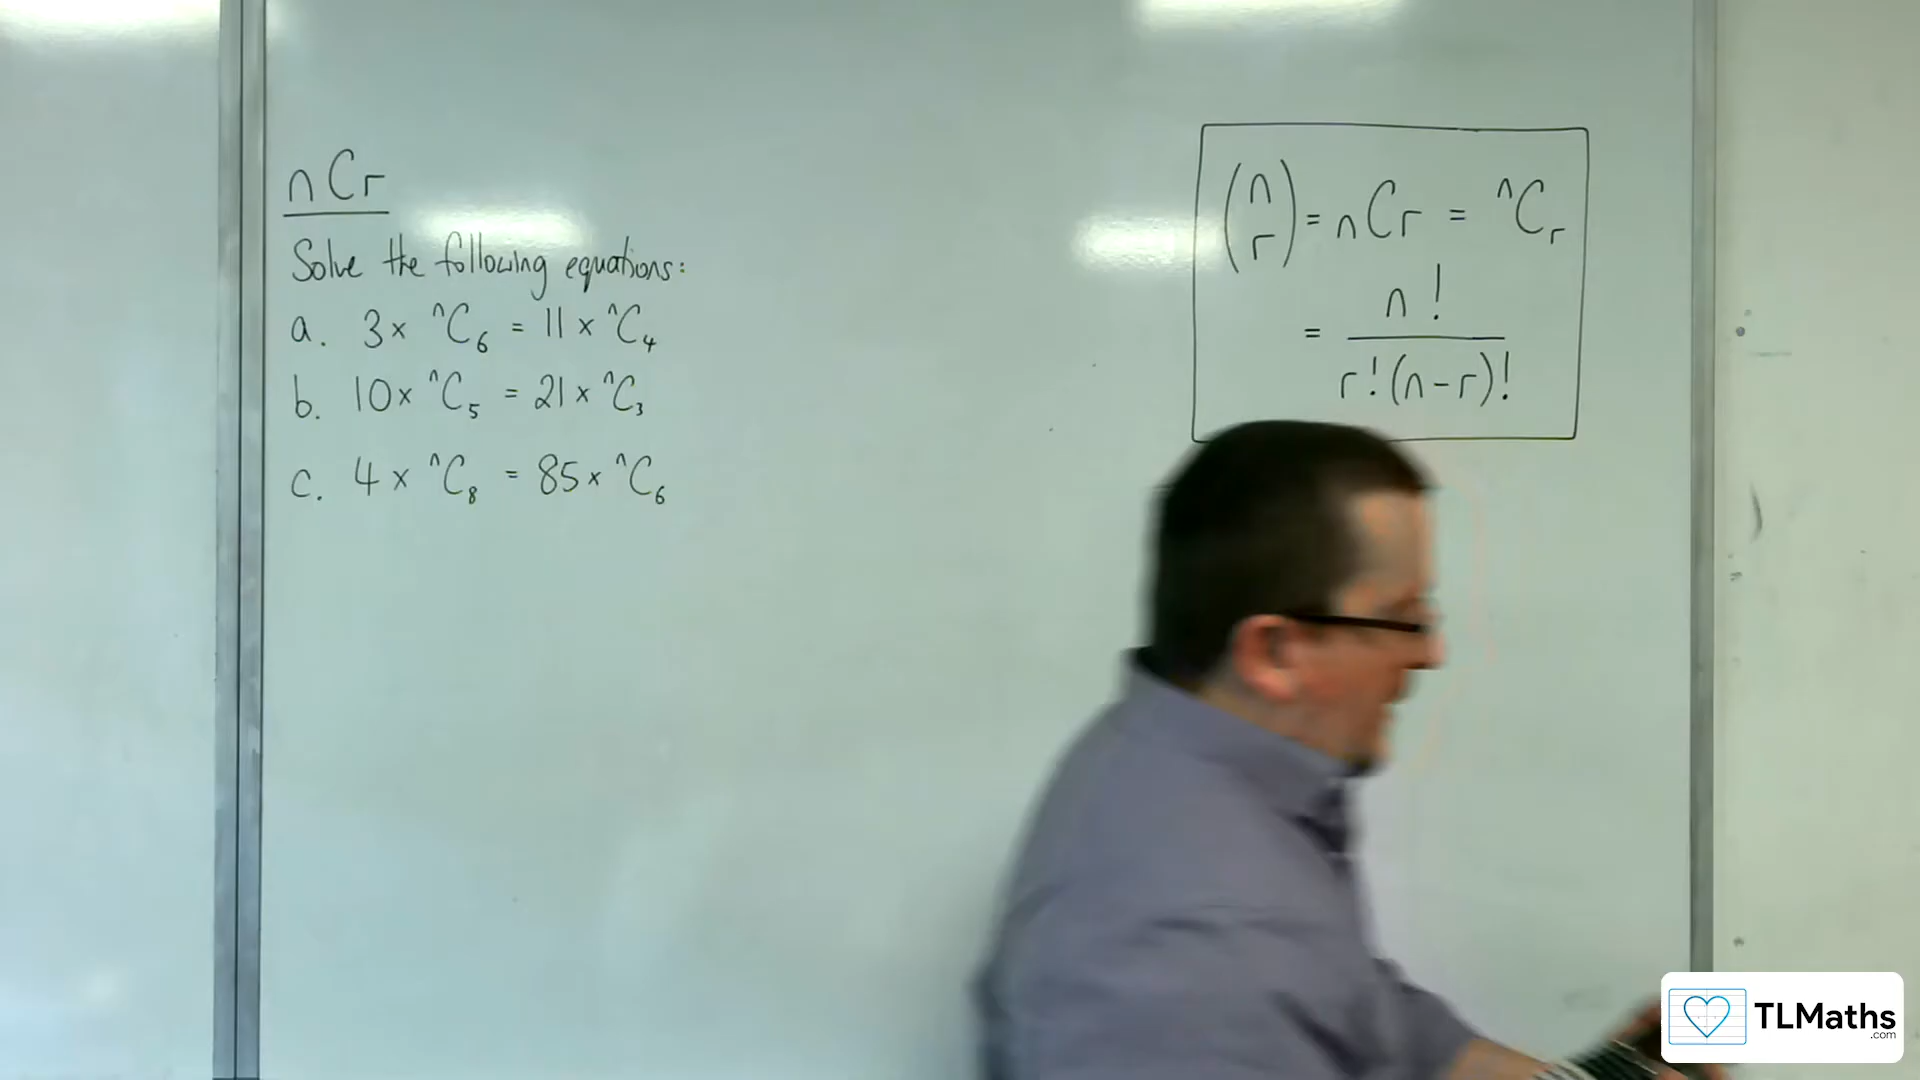 nCr
Solve the following equations:
a. 3 × ⁿC₆ = 11 × ⁿC₄
b. 10 × ⁿC₅ = 21 × ⁿC₃
c. 4 × ⁿC₈ = 85 × ⁿC₆
(n r) = nCr = ⁿCᵣ
= n! / r!(n-r)!
TLMaths
.com